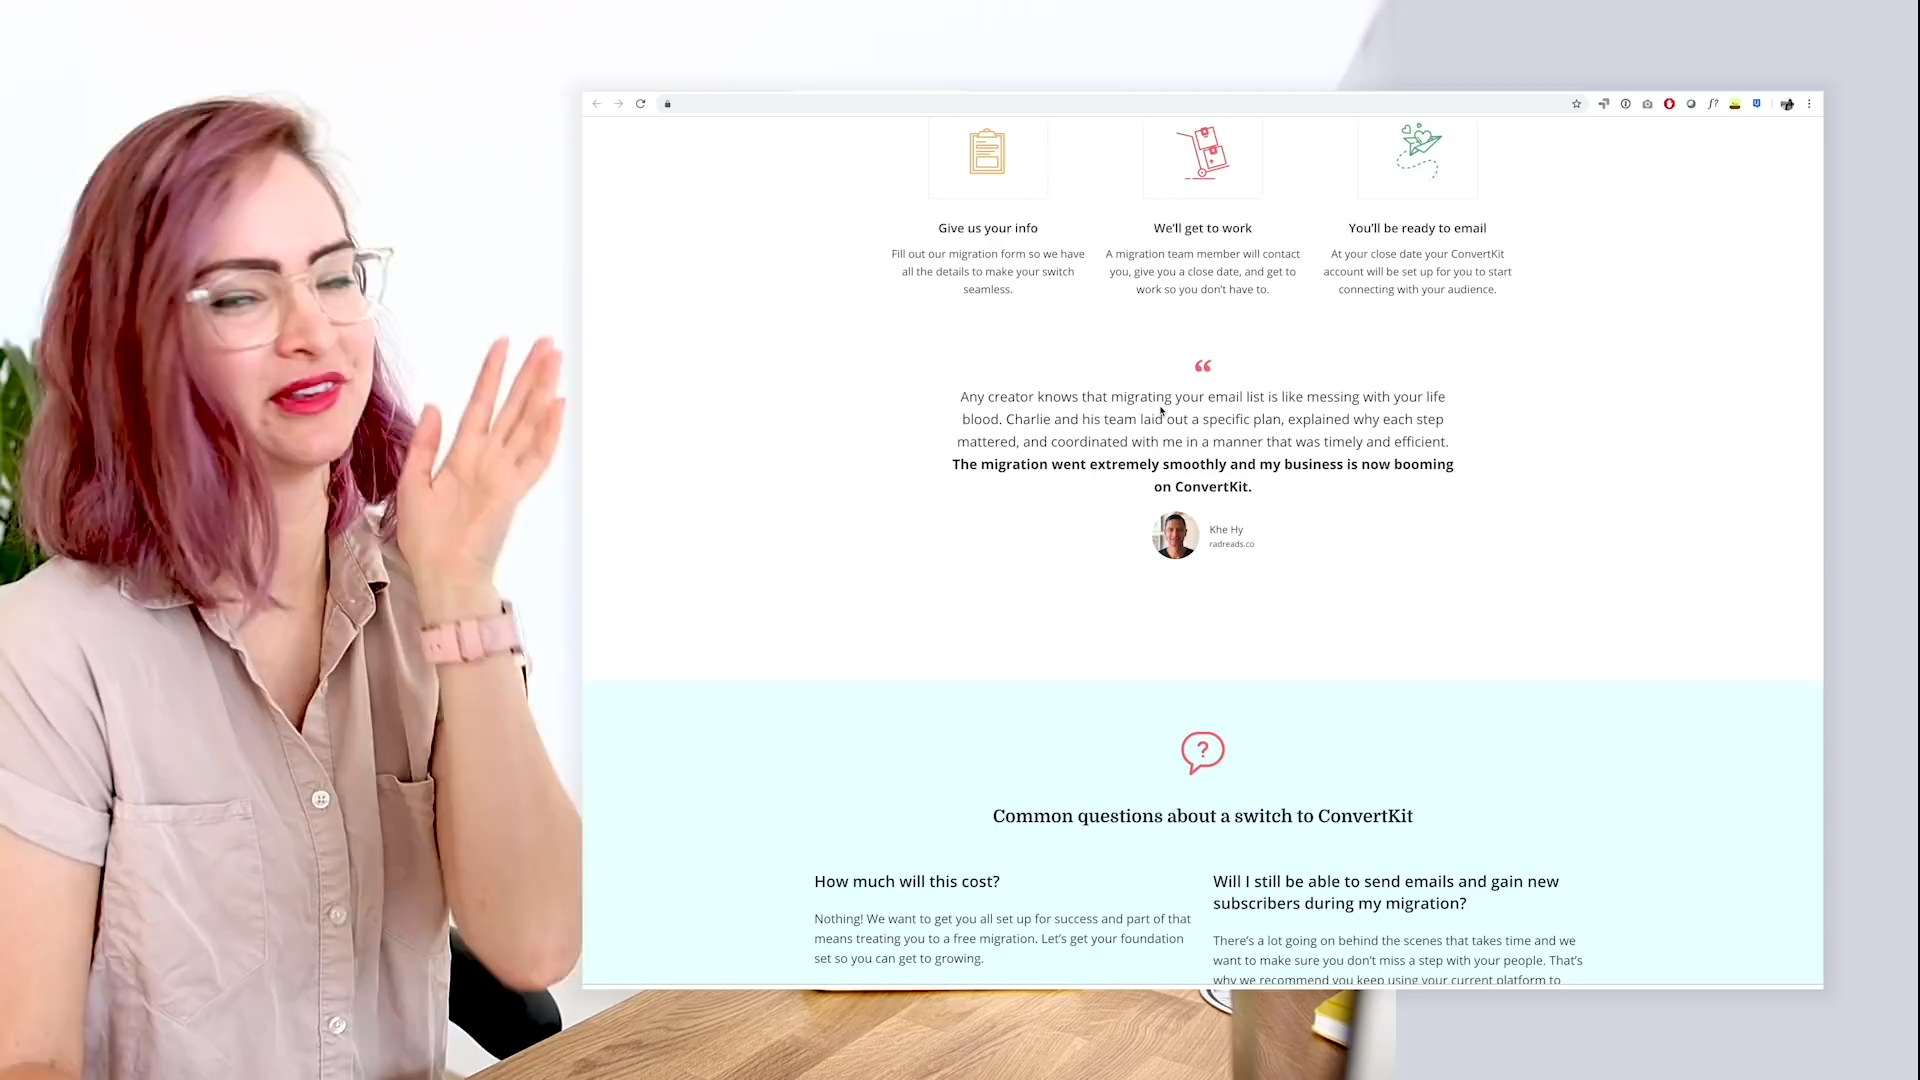 Give us your info
Fill out our migration form so we have
all the details to make your switch
seamless.
We’ll get to work
A migration team member will contact
you, give you a close date, and get to
work so you don’t have to.
You’ll be ready to email
At your close date your ConvertKit
account will be set up for you to start
connecting with your audience.
“
Any creator knows that migrating your email list is like messing with your life
blood. Charlie and his team laid out a specific plan, explained why each step
mattered, and coordinated with me in a manner that was timely and efficient.
The migration went extremely smoothly and my business is now booming
on ConvertKit.
Khe Hy
radreads.co
?
Common questions about a switch to ConvertKit
How much will this cost?
Nothing! We want to get you all set up for success and part of that
means treating you to a free migration. Let’s get your foundation
set so you can get to growing.
Will I still be able to send emails and gain new
subscribers during my migration?
There’s a lot going on behind the scenes that takes time and we
want to make sure you don’t miss a step with your people. That’s
why we recommend you keep using your current platform to